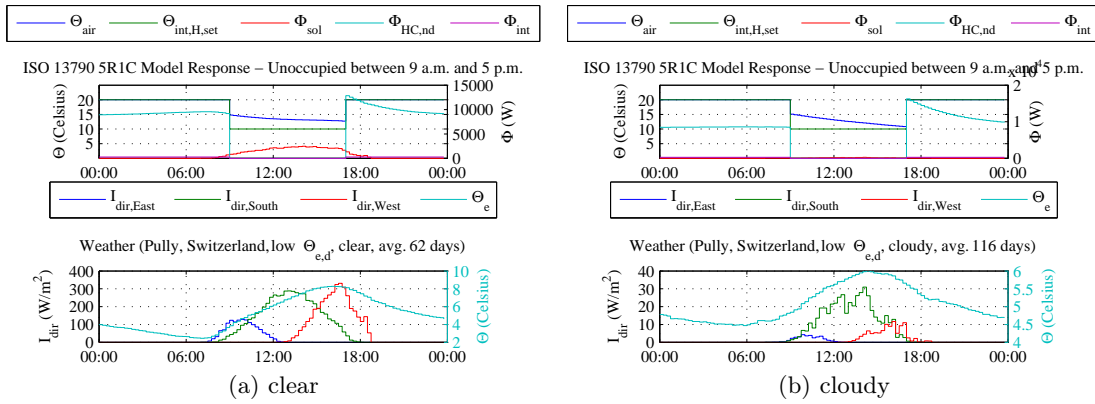 Θair Θint,H,set Φsol ΦHC,nd Φint
ISO 13790 5R1C Model Response – Unoccupied between 9 a.m. and 5 p.m.
Θ (Celsius)
20
15
10
5
15000
10000
5000
0
Φ (W)
00:00 06:00 12:00 18:00 00:00
Idir,East Idir,South Idir,West Θe
Weather (Pully, Switzerland, low Θe,d, clear, avg. 62 days)
Idir (W/m²)
400
300
200
100
0
10
8
6
4
2
Θ (Celsius)
00:00 06:00 12:00 18:00 00:00
(a) clear
Θair Θint,H,set Φsol ΦHC,nd Φint
ISO 13790 5R1C Model Response – Unoccupied between 9 a.m. and 5 p.m.
x 10⁴
Θ (Celsius)
20
15
10
5
2
1
0
Φ (W)
00:00 06:00 12:00 18:00 00:00
Idir,East Idir,South Idir,West Θe
Weather (Pully, Switzerland, low Θe,d, cloudy, avg. 116 days)
Idir (W/m²)
40
30
20
10
0
6
5.5
5
4.5
4
Θ (Celsius)
00:00 06:00 12:00 18:00 00:00
(b) cloudy